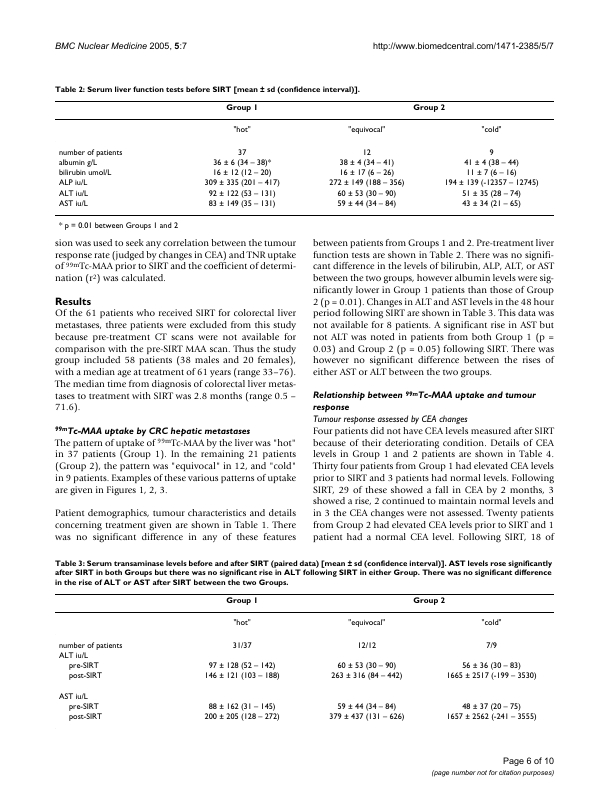 BMC Nuclear Medicine 2005, 5:7 http://www.biomedcentral.com/1471-2385/5/7
Table 2: Serum liver function tests before SIRT [mean ± sd (confidence interval)].
Group 1 Group 2
"hot" "equivocal" "cold"
number of patients 37 12 9
albumin g/L 36 ± 6 (34 – 38)* 38 ± 4 (34 – 41) 41 ± 4 (38 – 44)
bilirubin umol/L 16 ± 12 (12 – 20) 16 ± 17 (6 – 26) 11 ± 7 (6 – 16)
ALP iu/L 309 ± 335 (201 – 417) 272 ± 149 (188 – 356) 194 ± 139 (-12357 – 12745)
ALT iu/L 92 ± 122 (53 – 131) 60 ± 53 (30 – 90) 51 ± 35 (28 – 74)
AST iu/L 83 ± 149 (35 – 131) 59 ± 44 (34 – 84) 43 ± 34 (21 – 65)
* p = 0.01 between Groups 1 and 2
sion was used to seek any correlation between the tumour
response rate (judged by changes in CEA) and TNR uptake
of 99mTc-MAA prior to SIRT and the coefficient of determi-
nation (r2) was calculated.
Results
Of the 61 patients who received SIRT for colorectal liver
metastases, three patients were excluded from this study
because pre-treatment CT scans were not available for
comparison with the pre-SIRT MAA scan. Thus the study
group included 58 patients (38 males and 20 females),
with a median age at treatment of 61 years (range 33–76).
The median time from diagnosis of colorectal liver metas-
tases to treatment with SIRT was 2.8 months (range 0.5 –
71.6).
99mTc-MAA uptake by CRC hepatic metastases
The pattern of uptake of 99mTc-MAA by the liver was "hot"
in 37 patients (Group 1). In the remaining 21 patients
(Group 2), the pattern was "equivocal" in 12, and "cold"
in 9 patients. Examples of these various patterns of uptake
are given in Figures 1, 2, 3.
Patient demographics, tumour characteristics and details
concerning treatment given are shown in Table 1. There
was no significant difference in any of these features
between patients from Groups 1 and 2. Pre-treatment liver
function tests are shown in Table 2. There was no signifi-
cant difference in the levels of bilirubin, ALP, ALT, or AST
between the two groups, however albumin levels were sig-
nificantly lower in Group 1 patients than those of Group
2 (p = 0.01). Changes in ALT and AST levels in the 48 hour
period following SIRT are shown in Table 3. This data was
not available for 8 patients. A significant rise in AST but
not ALT was noted in patients from both Group 1 (p =
0.03) and Group 2 (p = 0.05) following SIRT. There was
however no significant difference between the rises of
either AST or ALT between the two groups.
Relationship between 99mTc-MAA uptake and tumour
response
Tumour response assessed by CEA changes
Four patients did not have CEA levels measured after SIRT
because of their deteriorating condition. Details of CEA
levels in Group 1 and 2 patients are shown in Table 4.
Thirty four patients from Group 1 had elevated CEA levels
prior to SIRT and 3 patients had normal levels. Following
SIRT, 29 of these showed a fall in CEA by 2 months, 3
showed a rise, 2 continued to maintain normal levels and
in 3 the CEA changes were not assessed. Twenty patients
from Group 2 had elevated CEA levels prior to SIRT and 1
patient had a normal CEA level. Following SIRT, 18 of
Table 3: Serum transaminase levels before and after SIRT (paired data) [mean ± sd (confidence interval)]. AST levels rose significantly
after SIRT in both Groups but there was no significant rise in ALT following SIRT in either Group. There was no significant difference
in the rise of ALT or AST after SIRT between the two Groups.
Group 1 Group 2
"hot" "equivocal" "cold"
number of patients 31/37 12/12 7/9
ALT iu/L
pre-SIRT 97 ± 128 (52 – 142) 60 ± 53 (30 – 90) 56 ± 36 (30 – 83)
post-SIRT 146 ± 121 (103 – 188) 263 ± 316 (84 – 442) 1665 ± 2517 (-199 – 3530)
AST iu/L
pre-SIRT 88 ± 162 (31 – 145) 59 ± 44 (34 – 84) 48 ± 37 (20 – 75)
post-SIRT 200 ± 205 (128 – 272) 379 ± 437 (131 – 626) 1657 ± 2562 (-241 – 3555)
Page 6 of 10
(page number not for citation purposes)